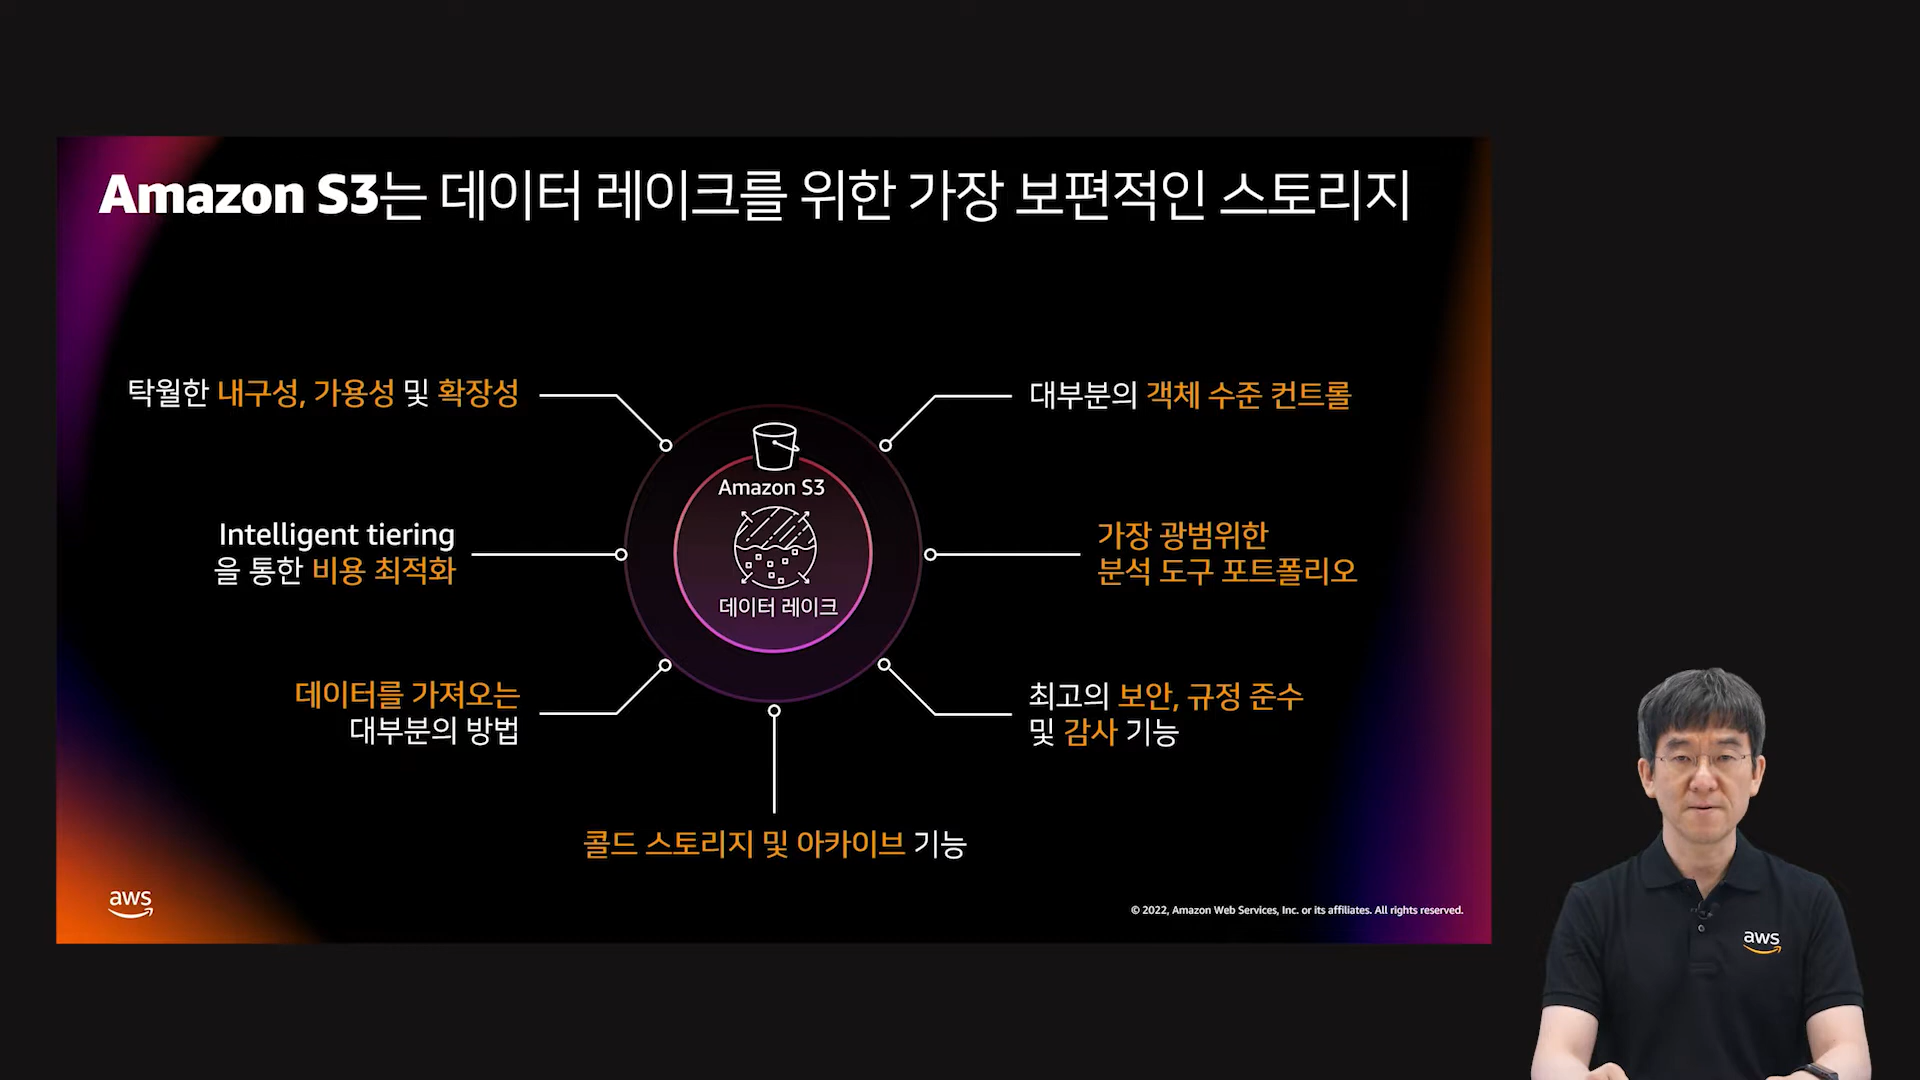 Amazon S3는 데이터 레이크를 위한 가장 보편적인 스토리지
탁월한 내구성, 가용성 및 확장성
Intelligent tiering
을 통한 비용 최적화
데이터를 가져오는
대부분의 방법
Amazon S3
데이터 레이크
콜드 스토리지 및 아카이브 기능
대부분의 객체 수준 컨트롤
가장 광범위한
분석 도구 포트폴리오
최고의 보안, 규정 준수
및 감사 기능
aws
© 2022, Amazon Web Services, Inc. or its affiliates. All rights reserved.
aws